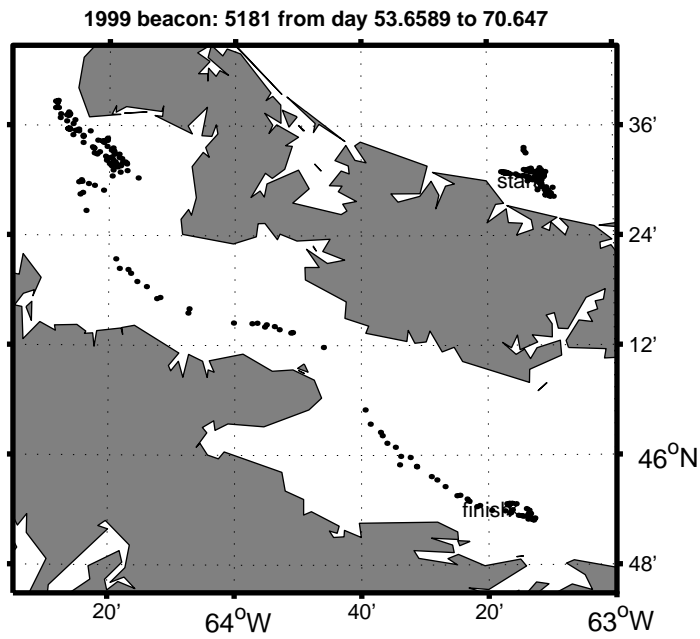 1999 beacon: 5181 from day 53.6589 to 70.647
36'
start
24'
12'
46°N
finish
48'
20'
64°W
40'
20'
63°W